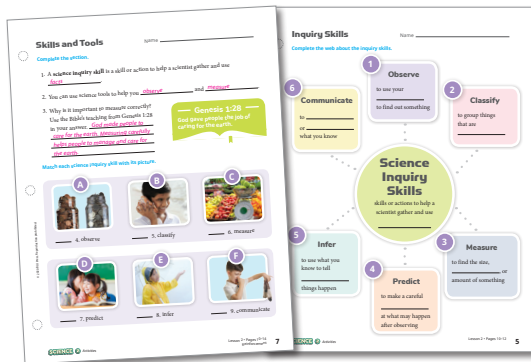 Skills and Tools
Name
Complete the section.
1. A science inquiry skill is a skill or action to help a scientist gather and use
facts
2. You can use science tools to help you observe and measure
3. Why is it important to measure correctly?
Use the Bible's teaching from Genesis 1:28
in your answer. God made people to
care for the earth. Measuring carefully
helps people to manage and care for
the earth.
Genesis 1:28
God gave people the job of
caring for the earth.
Match each science inquiry skill with its picture.
A
B
C
4. observe
5. classify
6. measure
D
E
F
7. predict
8. infer
9. communicate
SCIENCE 4 Activities
7
Inquiry Skills
Name
Complete the web about the inquiry skills.
1
Observe
to use your
to find out something
2
Classify
to group things
that are
3
Measure
to find the size,
or
amount of something
4
Predict
to make a careful
at what may happen
after observing
5
Infer
to use what you
know to tell
things happen
6
Communicate
to
or
what you know
Science
Inquiry
Skills
skills or actions to help a
scientist gather and use
SCIENCE 4 Activities
Lesson 2 • Pages 10–12
5